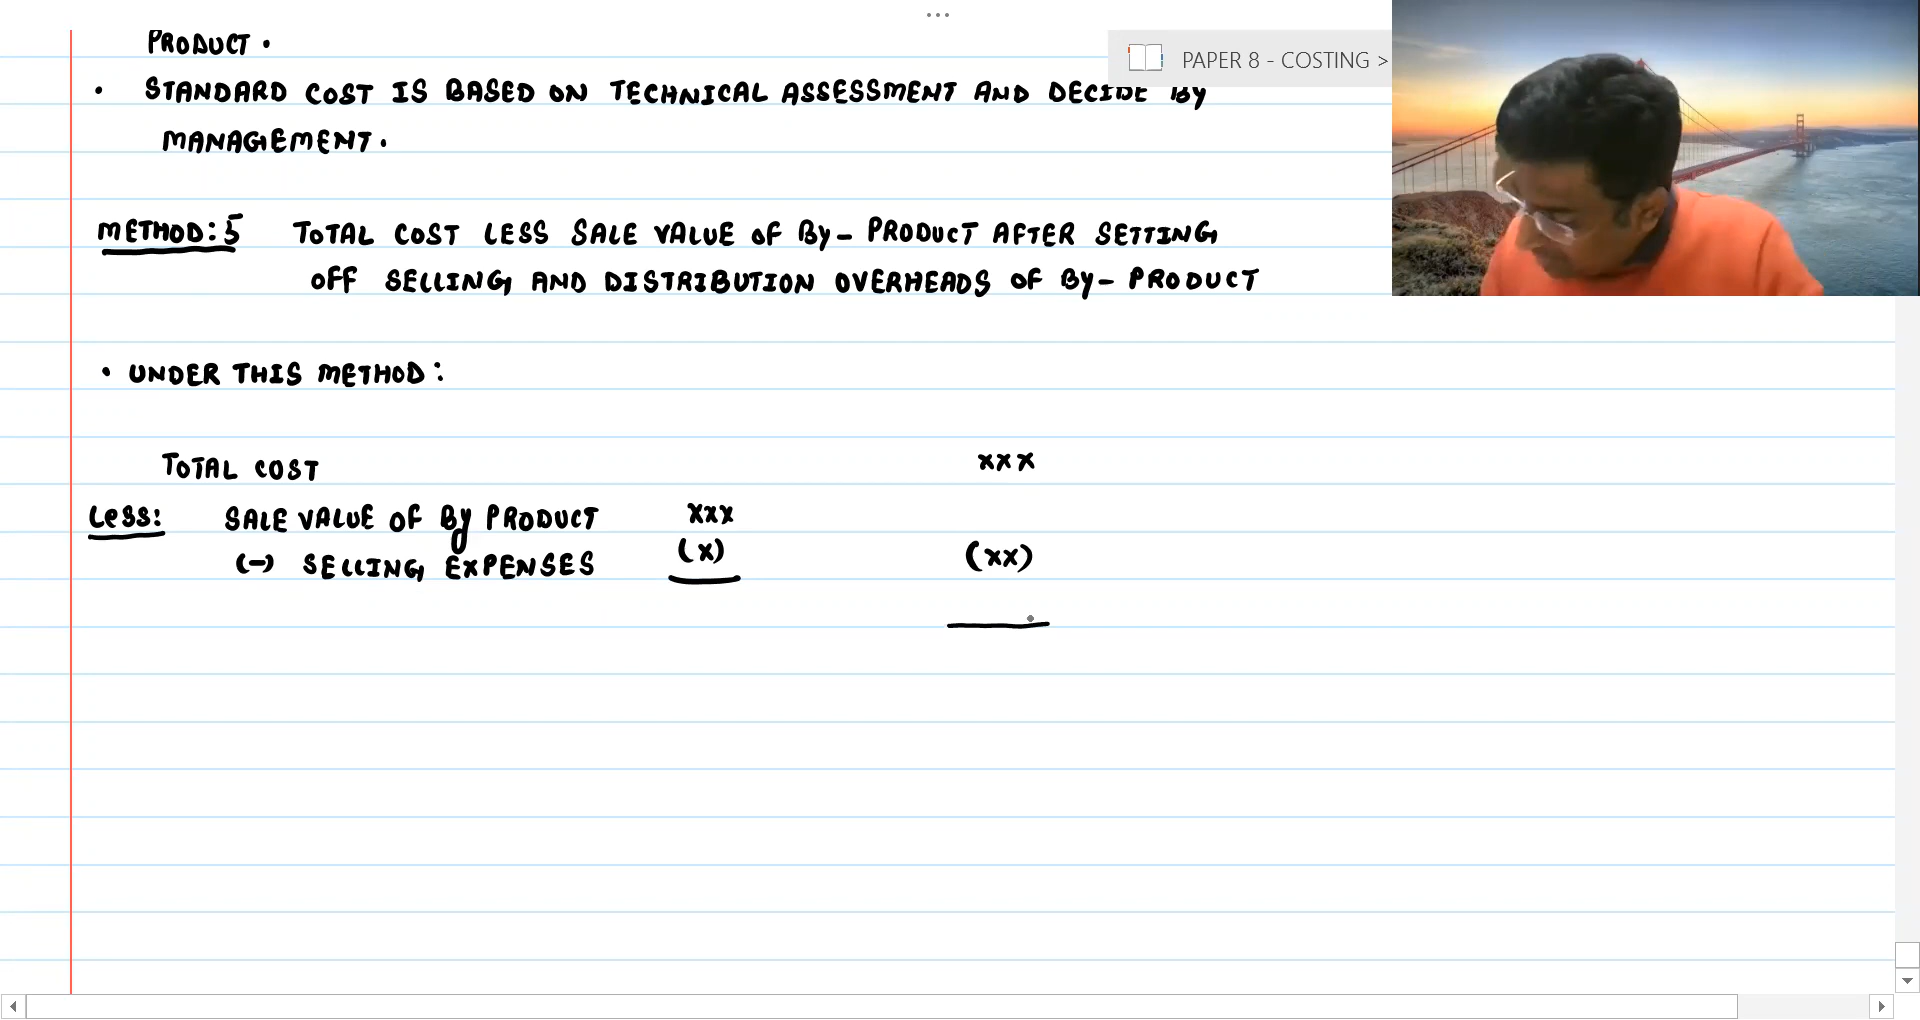 PRODUCT.
PAPER 8 - COSTING >
• STANDARD COST IS BASED ON TECHNICAL ASSESSMENT AND DECIDE BY
MANAGEMENT.
METHOD: 5 TOTAL COST LESS SALE VALUE OF BY-PRODUCT AFTER SETTING
OFF SELLING AND DISTRIBUTION OVERHEADS OF BY-PRODUCT
• UNDER THIS METHOD:
TOTAL COST xxx
Less: SALE VALUE OF BY PRODUCT xxx
(-) SELLING EXPENSES (x) (xx)